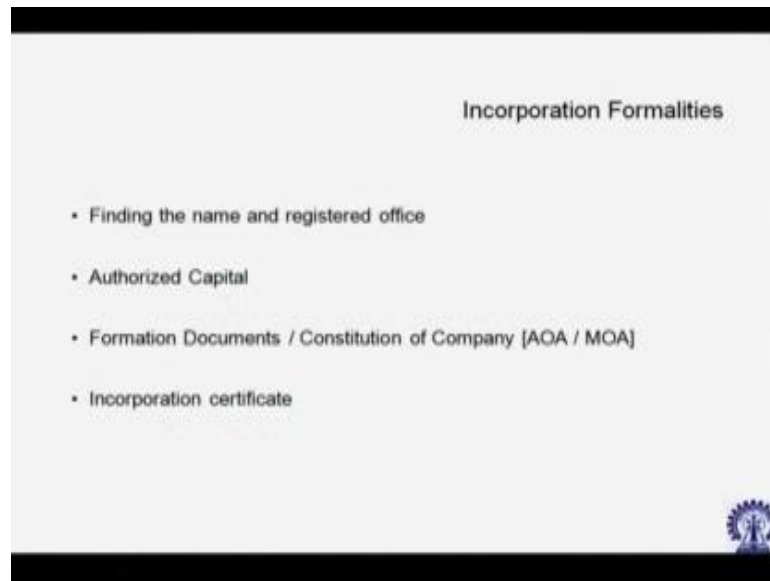 Incorporation Formalities
• Finding the name and registered office
• Authorized Capital
• Formation Documents / Constitution of Company [AOA / MOA]
• Incorporation certificate